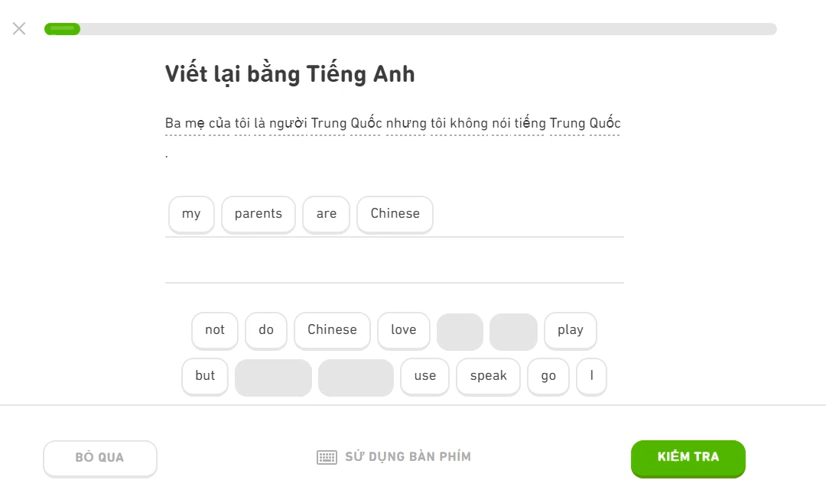 Viết lại bằng Tiếng Anh
Ba mẹ của tôi là người Trung Quốc nhưng tôi không nói tiếng Trung Quốc
.
my parents are Chinese
not do Chinese love play
but use speak go I
BỎ QUA SỬ DỤNG BÀN PHÍM KIỂM TRA